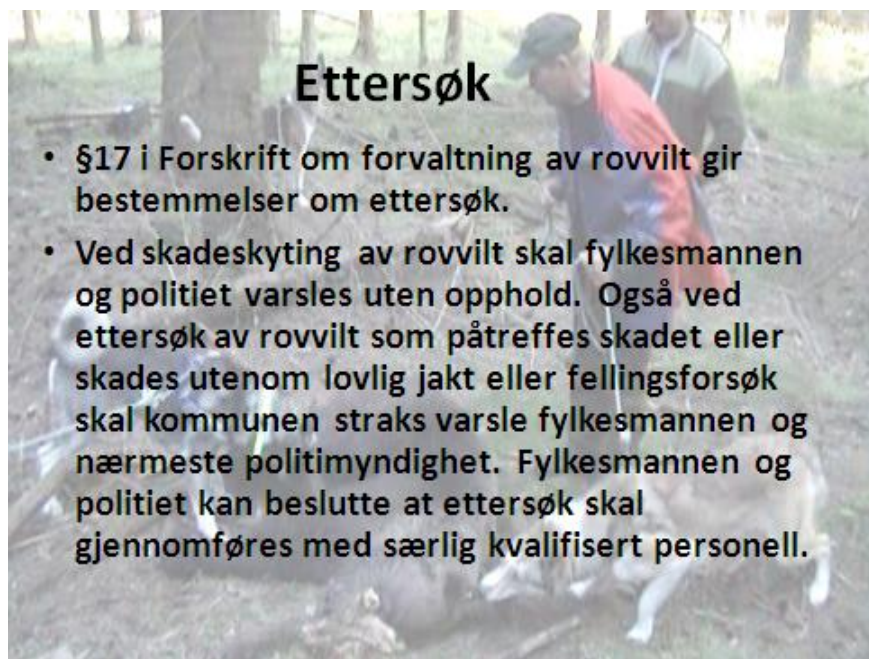 Ettersøk
• §17 i Forskrift om forvaltning av rovvilt gir
bestemmelser om ettersøk.
• Ved skadeskyting av rovvilt skal fylkesmannen
og politiet varsles uten opphold. Også ved
ettersøk av rovvilt som påtreffes skadet eller
skades utenom lovlig jakt eller fellingsforsøk
skal kommunen straks varsle fylkesmannen og
nærmeste politimyndighet. Fylkesmannen og
politiet kan beslutte at ettersøk skal
gjennomføres med særlig kvalifisert personell.